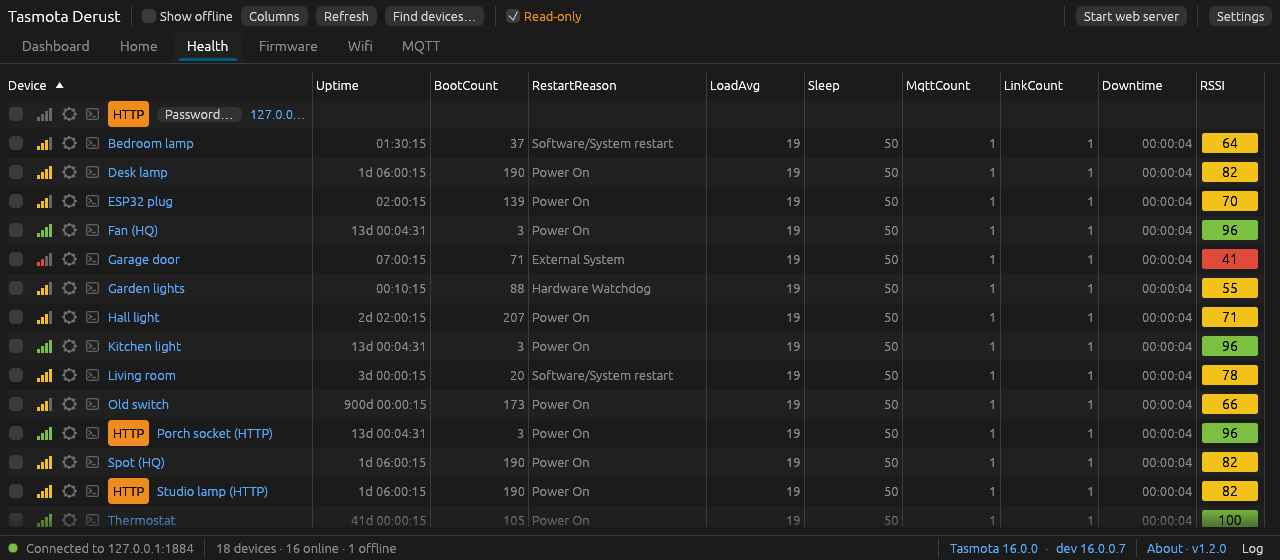 Tasmota Derust Show offline Columns Refresh Find devices... Read-only Start web server Settings
Dashboard Home Health Firmware Wifi MQTT
Device ▲ Uptime BootCount RestartReason LoadAvg Sleep MqttCount LinkCount Downtime RSSI
HTTP Password... 127.0.0...
Bedroom lamp 01:30:15 37 Software/System restart 19 50 1 1 00:00:04 64
Desk lamp 1d 06:00:15 190 Power On 19 50 1 1 00:00:04 82
ESP32 plug 02:00:15 139 Power On 19 50 1 1 00:00:04 70
Fan (HQ) 13d 00:04:31 3 Power On 19 50 1 1 00:00:04 96
Garage door 07:00:15 71 External System 19 50 1 1 00:00:04 41
Garden lights 00:10:15 88 Hardware Watchdog 19 50 1 1 00:00:04 55
Hall light 2d 02:00:15 207 Power On 19 50 1 1 00:00:04 71
Kitchen light 13d 00:04:31 3 Power On 19 50 1 1 00:00:04 96
Living room 3d 00:00:15 20 Software/System restart 19 50 1 1 00:00:04 78
Old switch 900d 00:00:15 173 Power On 19 50 1 1 00:00:04 66
HTTP Porch socket (HTTP) 13d 00:04:31 3 Power On 19 50 1 1 00:00:04 96
Spot (HQ) 1d 06:00:15 190 Power On 19 50 1 1 00:00:04 82
HTTP Studio lamp (HTTP) 1d 06:00:15 190 Power On 19 50 1 1 00:00:04 82
Thermostat 41d 00:00:15 105 Power On 19 50 1 1 00:00:04 100
Connected to 127.0.0.1:1884 18 devices · 16 online · 1 offline Tasmota 16.0.0 · dev 16.0.0.7 About · v1.2.0 Log